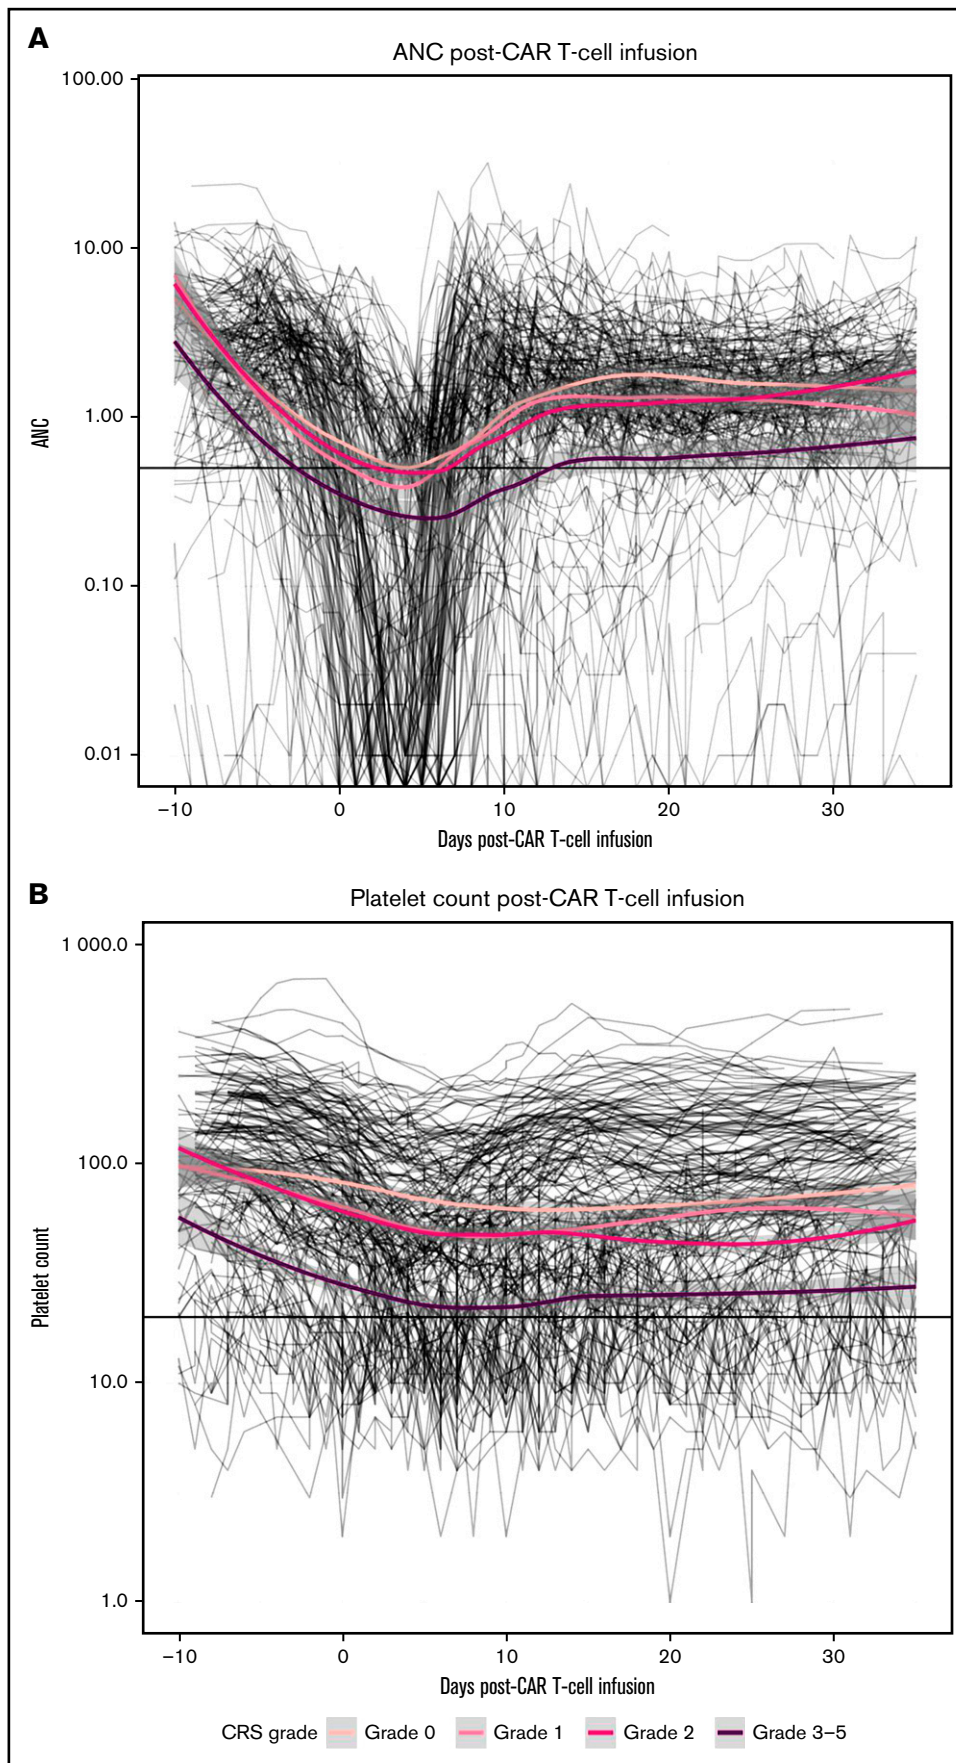 A
ANC post-CAR T-cell infusion
100.00
10.00
1.00
0.10
0.01
ANC
−10 0 10 20 30
Days post-CAR T-cell infusion
B
Platelet count post-CAR T-cell infusion
1 000.0
100.0
10.0
1.0
Platelet count
−10 0 10 20 30
Days post-CAR T-cell infusion
CRS grade Grade 0 Grade 1 Grade 2 Grade 3–5